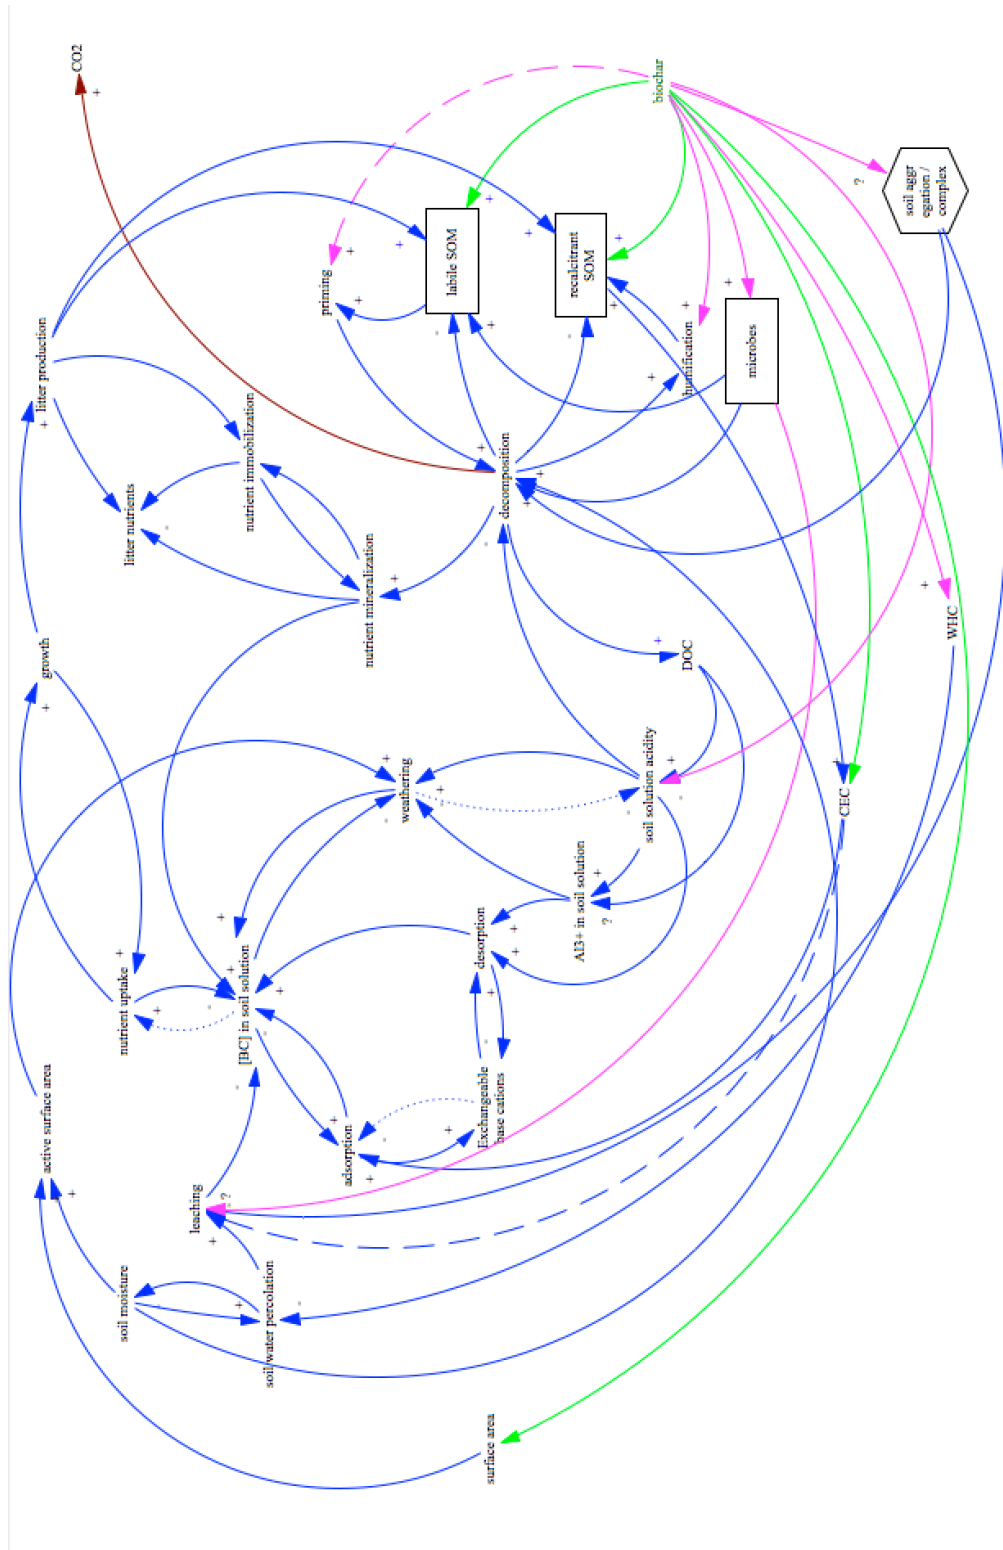 CO2
biochar
soil aggr
egation /
complex
labile SOM
recalcitrant
SOM
priming
humification
microbes
litter production
nutrient immobilization
litter nutrients
decomposition
nutrient mineralization
growth
DOC
WHC
weathering
soil solution acidity
CEC
Al3+ in soil solution
desorption
nutrient uptake
[BC] in soil solution
Exchangeable
base cations
adsorption
active surface area
leaching
soil moisture
soil water percolation
surface area